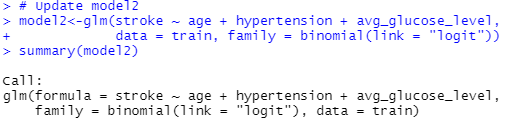 > # Update model2
> model2<-glm(stroke ~ age + hypertension + avg_glucose_level,
+             data = train, family = binomial(link = "logit"))
> summary(model2)
Call:
glm(formula = stroke ~ age + hypertension + avg_glucose_level,
    family = binomial(link = "logit"), data = train)